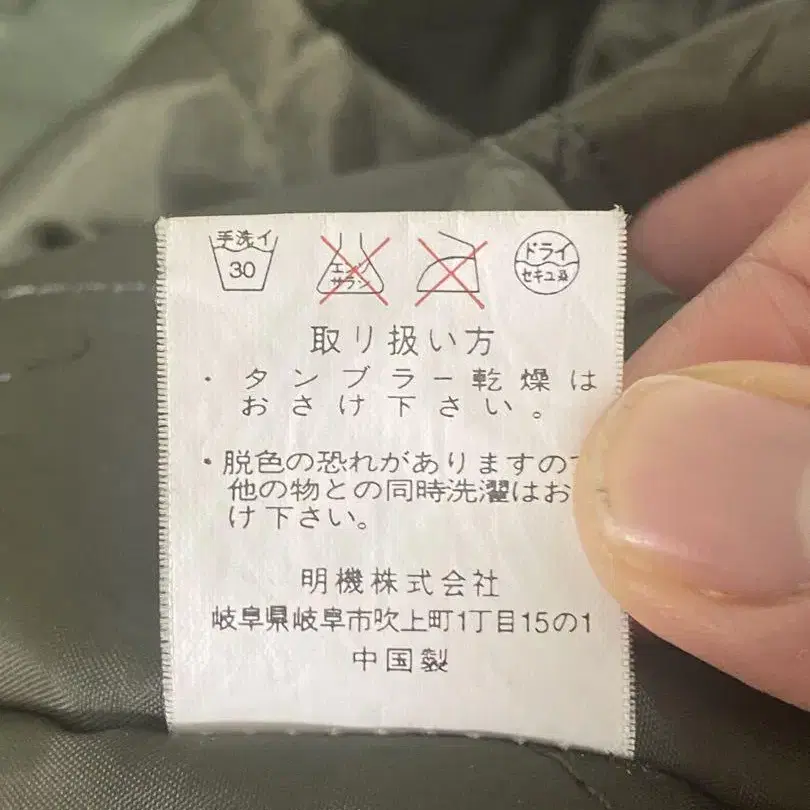 手洗イ
30
エンソ
サラシ
ドライ
セキユ系
取り扱い方
・タンブラー乾燥は
おさけ下さい。
・脱色の恐れがありますので
他の物との同時洗濯はお
け下さい。
明機株式会社
岐阜県岐阜市吹上町1丁目15の1
中国製